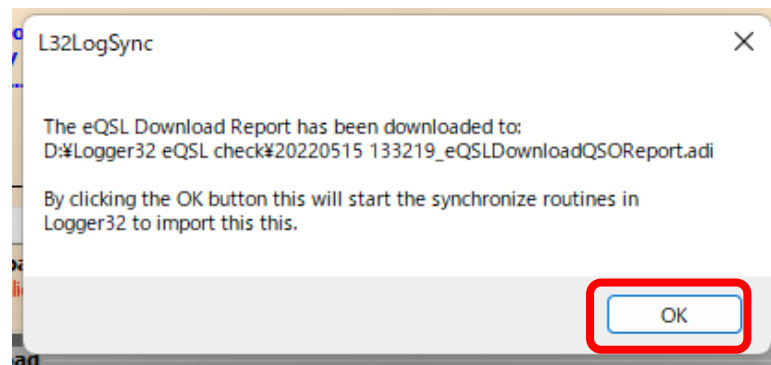 L32LogSync
The eQSL Download Report has been downloaded to:
D:¥Logger32 eQSL check¥20220515 133219_eQSLDownloadQSOReport.adi
By clicking the OK button this will start the synchronize routines in
Logger32 to import this this.
OK